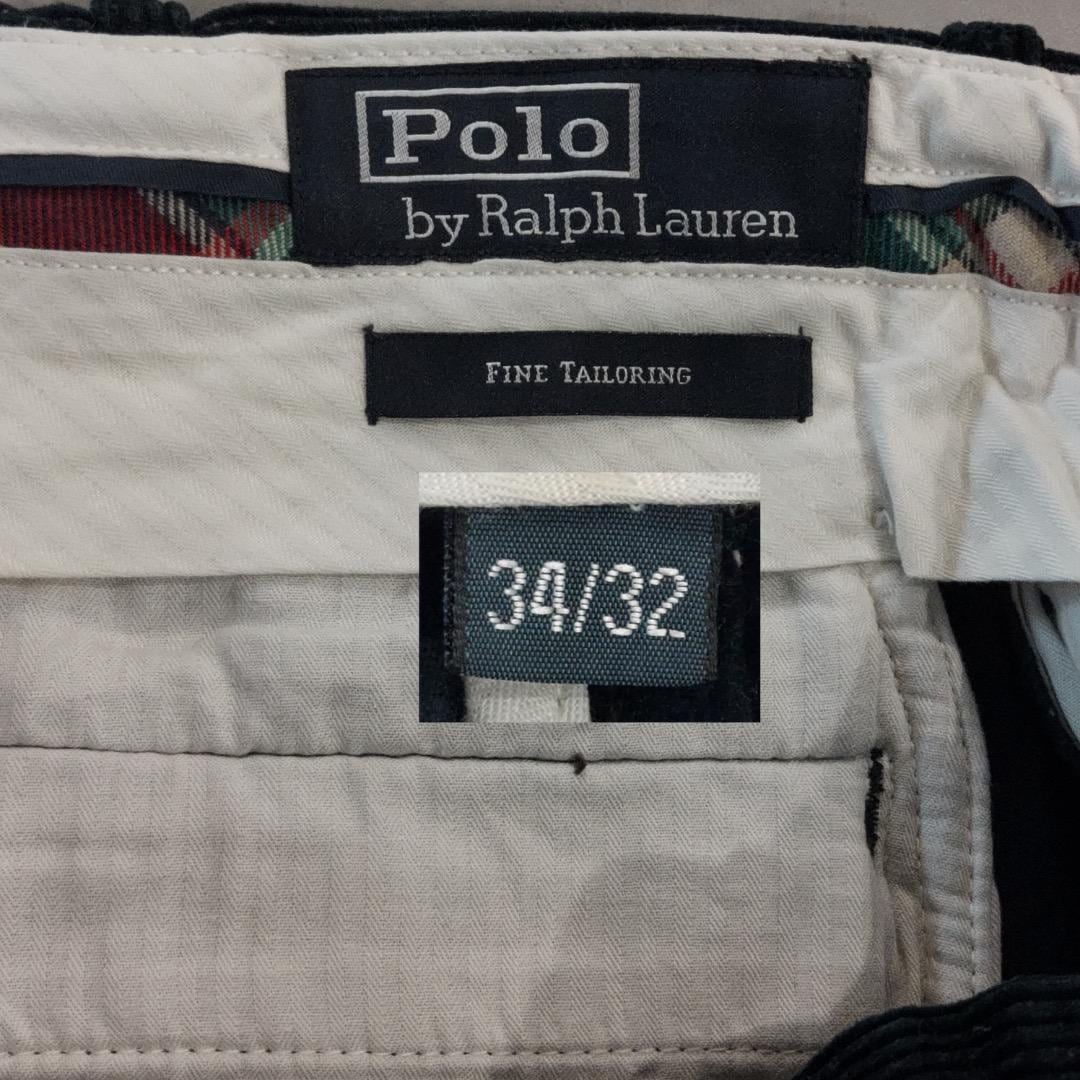 Polo
by Ralph Lauren
FINE TAILORING
34/32